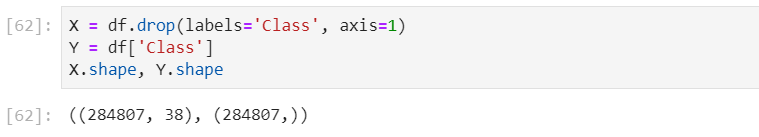 [62]: X = df.drop(labels='Class', axis=1)
Y = df['Class']
X.shape, Y.shape
[62]: ((284807, 38), (284807,))